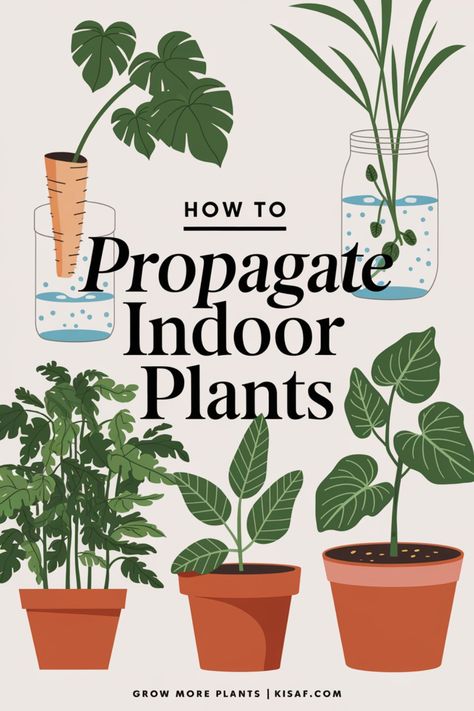 HOW TO
Propagate
Indoor
Plants
GROW MORE PLANTS | KISAF.COM